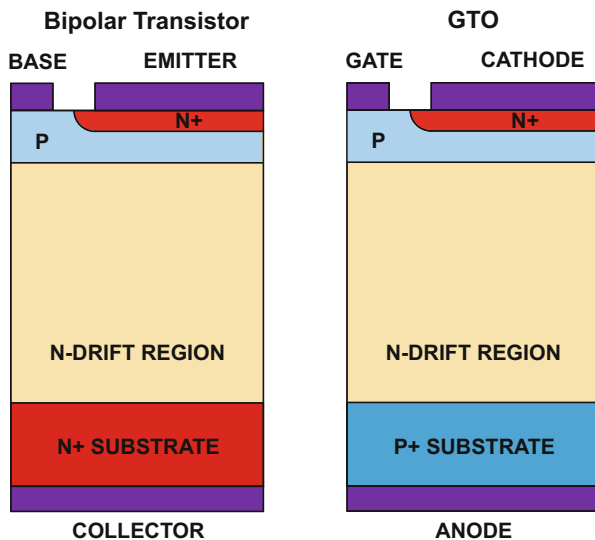 Bipolar Transistor
BASE
EMITTER
N+
P
N-DRIFT REGION
N+ SUBSTRATE
COLLECTOR
GTO
GATE
CATHODE
N+
P
N-DRIFT REGION
P+ SUBSTRATE
ANODE